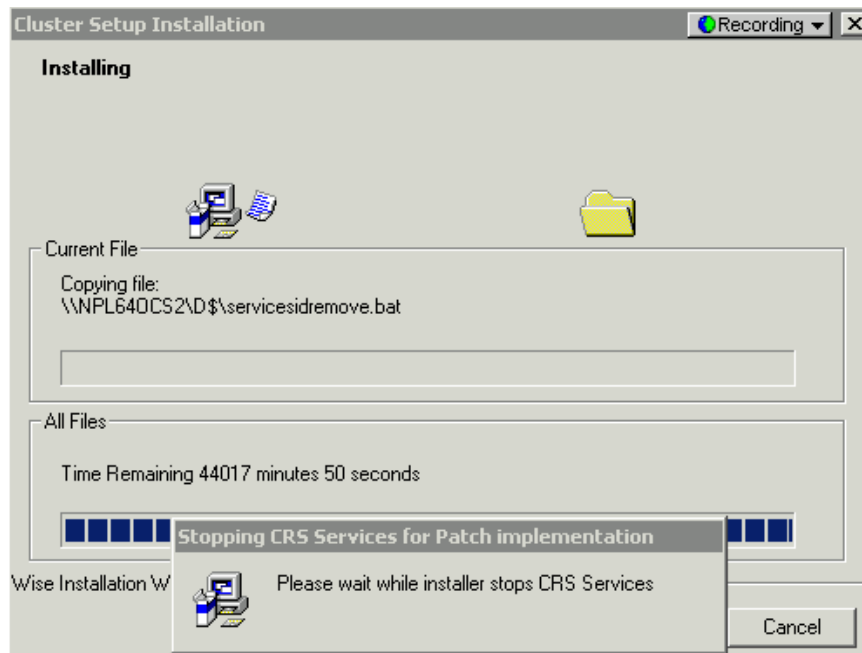 Cluster Setup Installation
Recording
Installing
Current File
Copying file:
\\NPL64OCS2\D$\servicesidremove.bat
All Files
Time Remaining 44017 minutes 50 seconds
Stopping CRS Services for Patch implementation
Please wait while installer stops CRS Services
Wise Installation W
Cancel